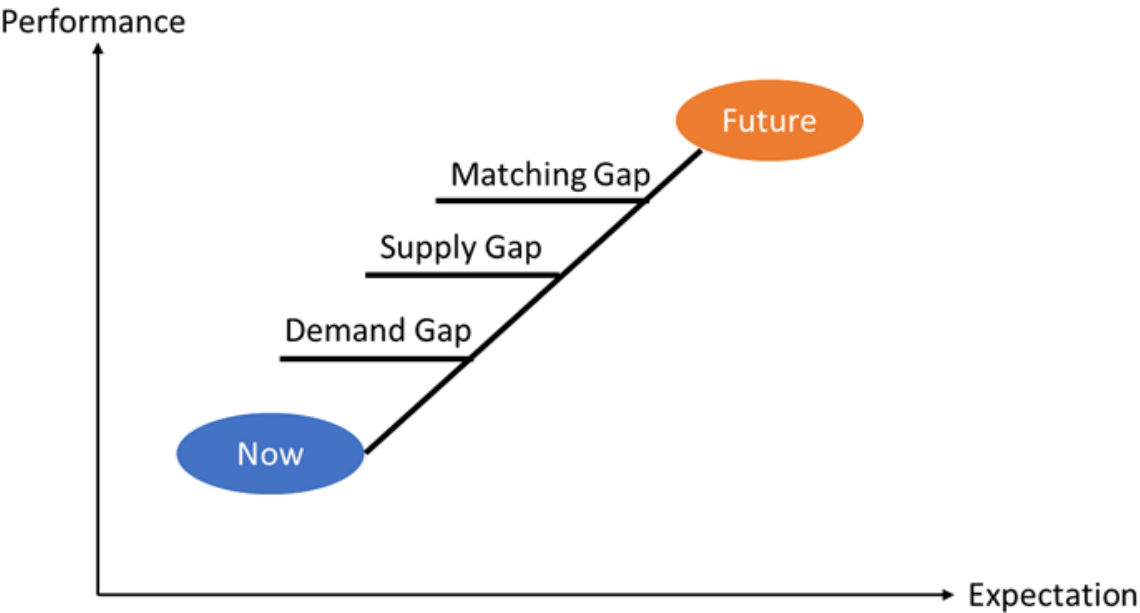 Performance
Future
Matching Gap
Supply Gap
Demand Gap
Now
Expectation